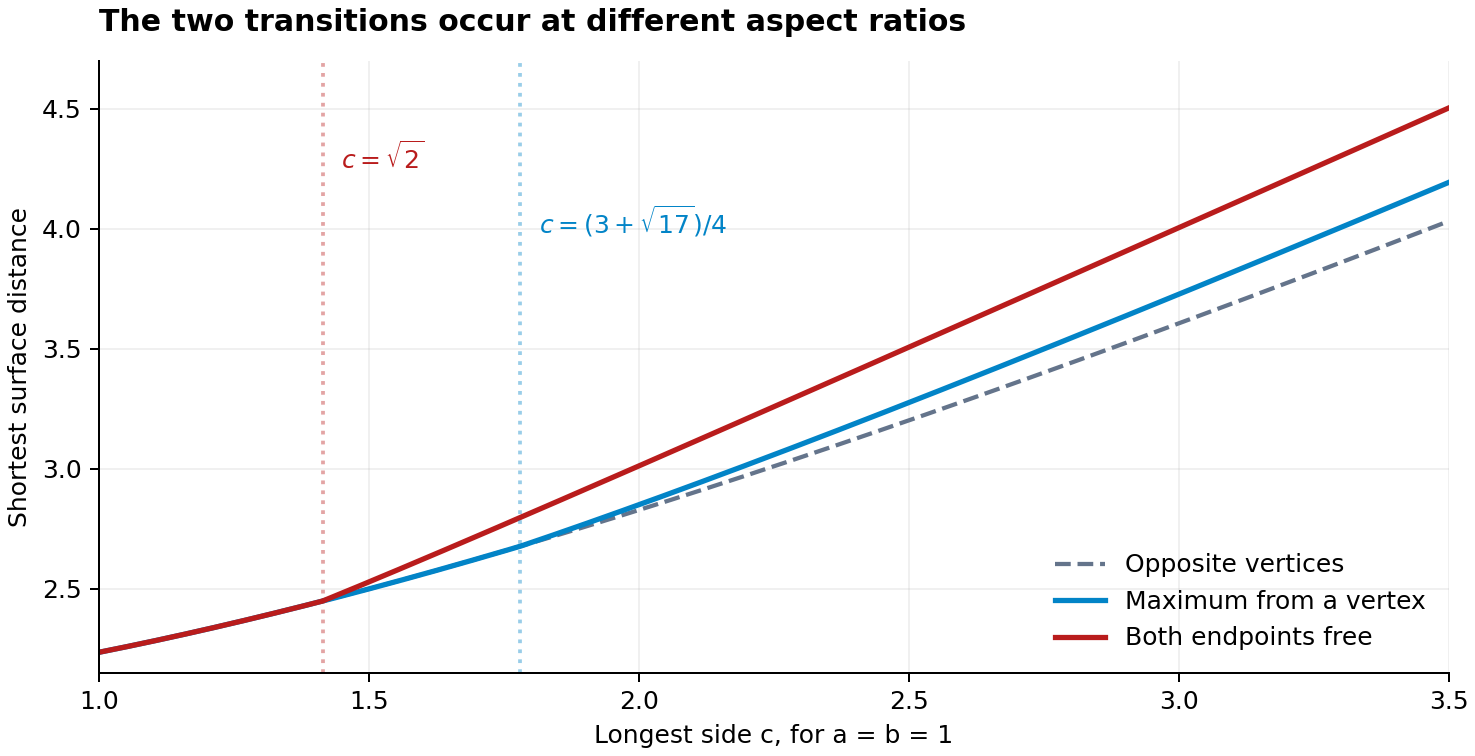 The two transitions occur at different aspect ratios
4.5
4.0
3.5
3.0
2.5
Shortest surface distance
c = √2
c = (3 + √17)/4
Opposite vertices
Maximum from a vertex
Both endpoints free
1.0 1.5 2.0 2.5 3.0 3.5
Longest side c, for a = b = 1